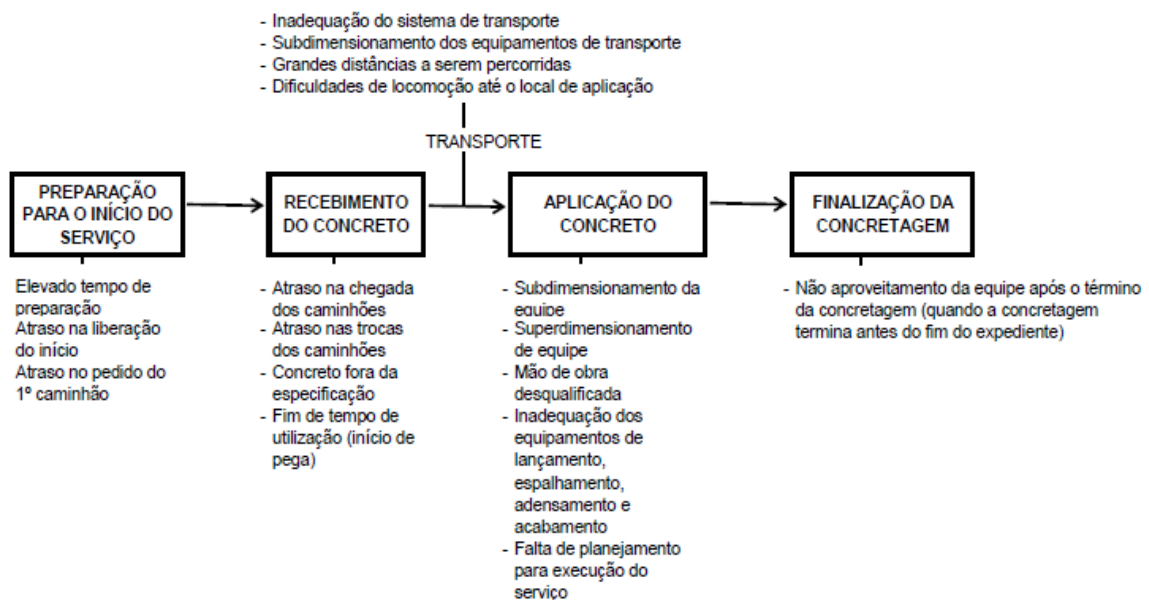 - Inadequação do sistema de transporte
- Subdimensionamento dos equipamentos de transporte
- Grandes distâncias a serem percorridas
- Dificuldades de locomoção até o local de aplicação
TRANSPORTE
PREPARAÇÃO
PARA O INÍCIO DO
SERVIÇO
RECEBIMENTO
DO CONCRETO
APLICAÇÃO DO
CONCRETO
FINALIZAÇÃO DA
CONCRETAGEM
Elevado tempo de
preparação
Atraso na liberação
do início
Atraso no pedido do
1º caminhão
- Atraso na chegada
dos caminhões
- Atraso nas trocas
dos caminhões
- Concreto fora da
especificação
- Fim de tempo de
utilização (início de
pega)
- Subdimensionamento da
equipe
- Superdimensionamento
de equipe
- Mão de obra
desqualificada
- Inadequação dos
equipamentos de
lançamento,
espalhamento,
adensamento e
acabamento
- Falta de planejamento
para execução do
serviço
- Não aproveitamento da equipe após o término
da concretagem (quando a concretagem
termina antes do fim do expediente)